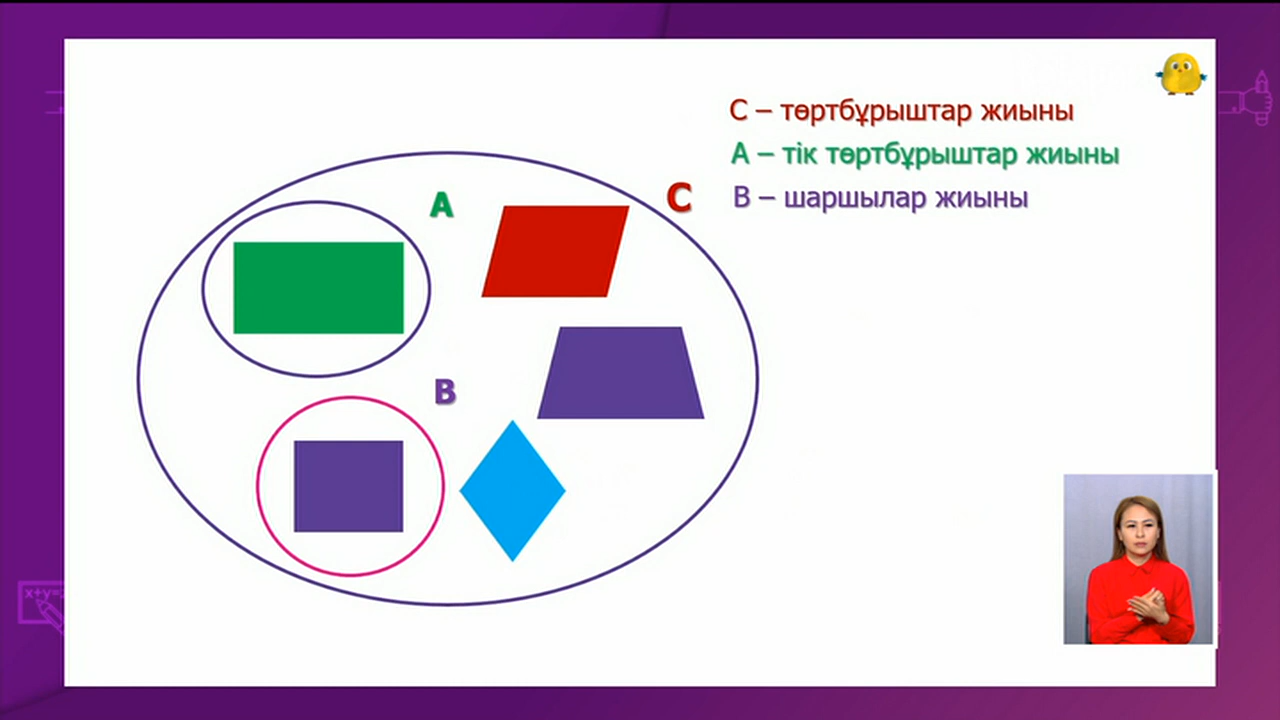 С – төртбұрыштар жиыны
А – тік төртбұрыштар жиыны
В – шаршылар жиыны
А
С
В
x+y=